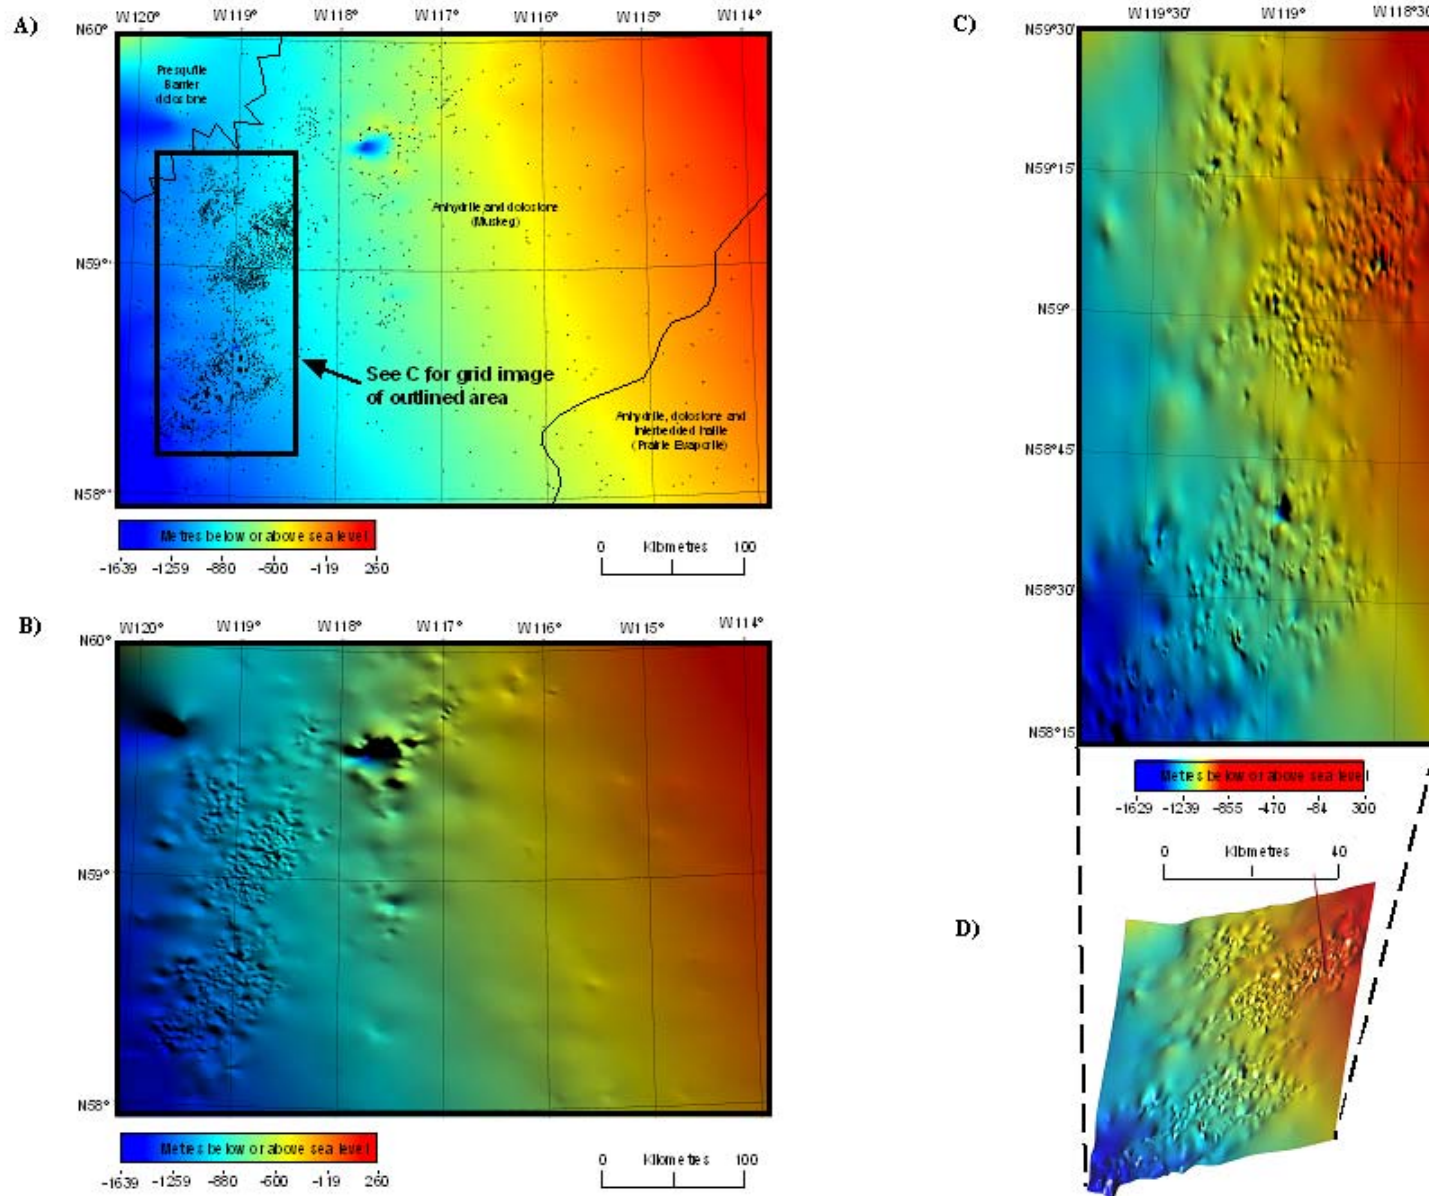 A)
W120° W119° W118° W117° W116° W115° W114°
N60°
Presqu'ile
Barrier
dolostone
Anhydrite and dolostone
(Muskeg)
N59°
See C for grid image
of outlined area
Anhydrite, dolostone and
interbedded halite
(Prairie Evaporite)
N58°
Metres below or above sea level
-1639 -1259 -880 -500 -119 260
0 Kilometres 100
B)
W120° W119° W118° W117° W116° W115° W114°
N60°
N59°
N58°
Metres below or above sea level
-1639 -1259 -880 -600 -119 260
0 Kilometres 100
C)
W119°30' W119° W118°30
N59°30'
N59°15'
N59°
N58°45'
N58°30'
N58°15'
Metres below or above sea level
-1629 -1239 -855 -470 -84 300
0 Kilometres 40
D)